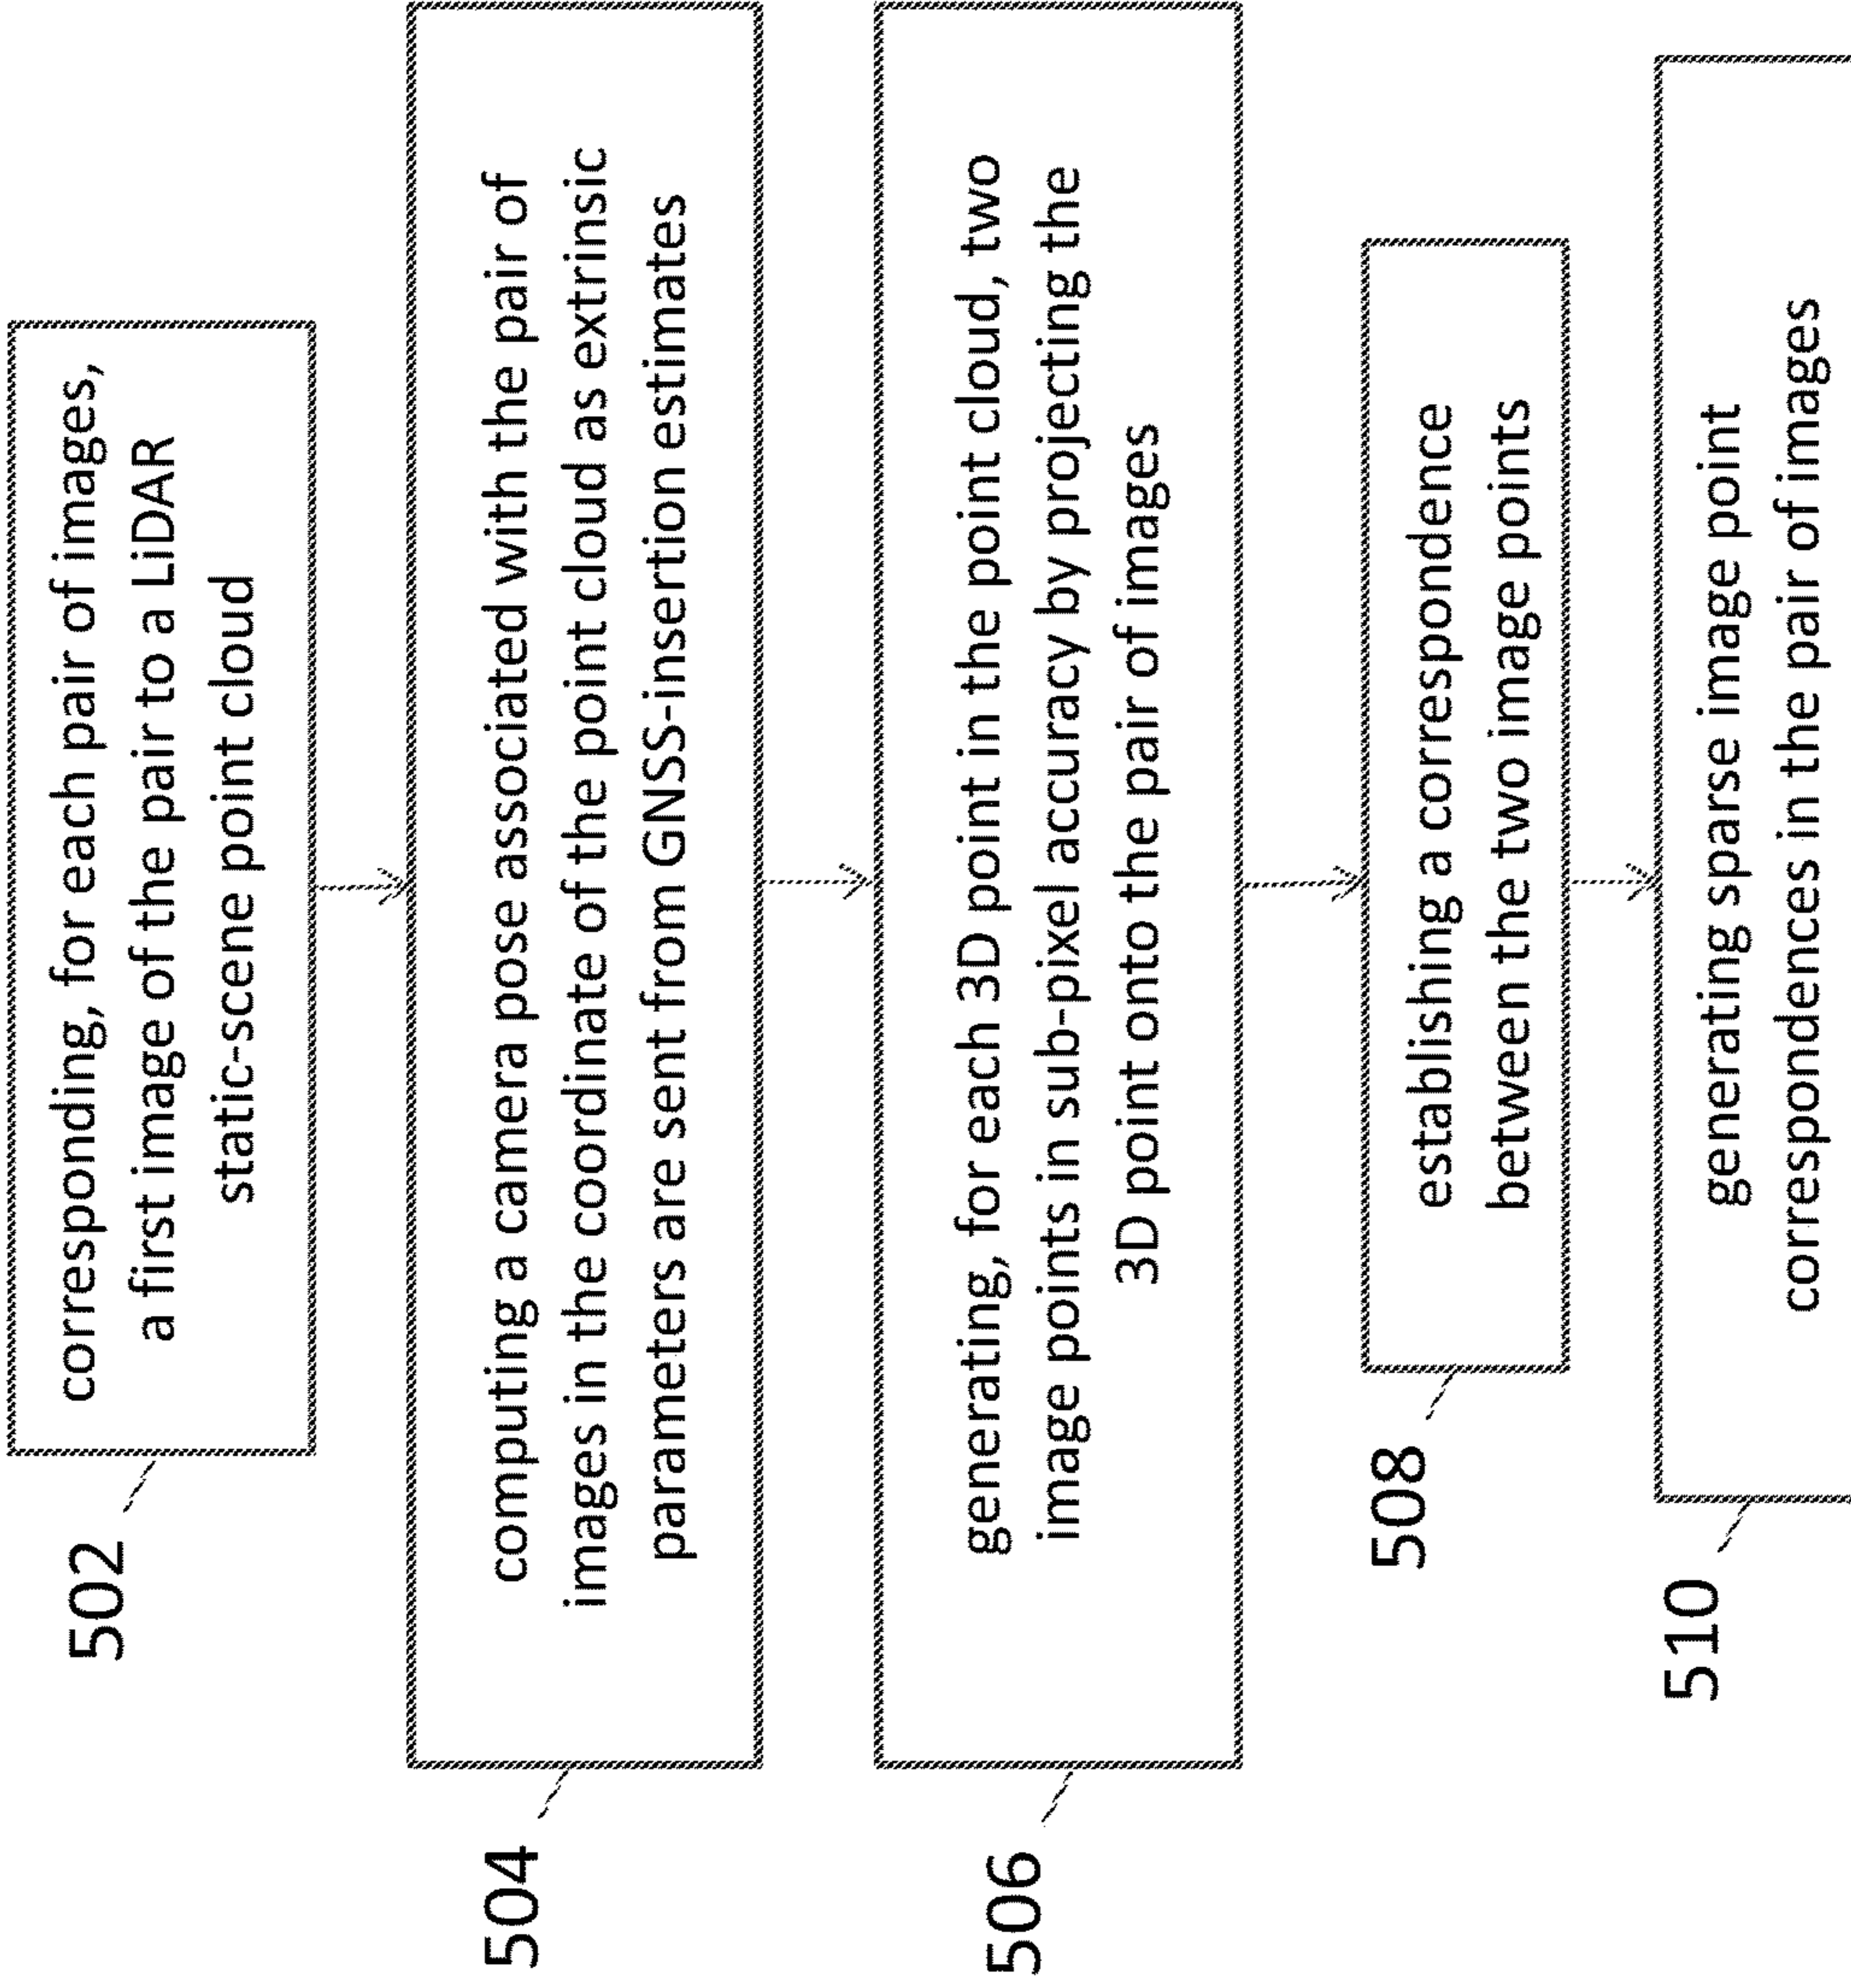 502
corresponding, for each pair of images,
a first image of the pair to a LiDAR
static-scene point cloud
504
computing a camera pose associated with the pair of
images in the coordinate of the point cloud as extrinsic
parameters are sent from GNSS-insertion estimates
506
generating, for each 3D point in the point cloud, two
image points in sub-pixel accuracy by projecting the
3D point onto the pair of images
508
establishing a correspondence
between the two image points
510
generating sparse image point
correspondences in the pair of images